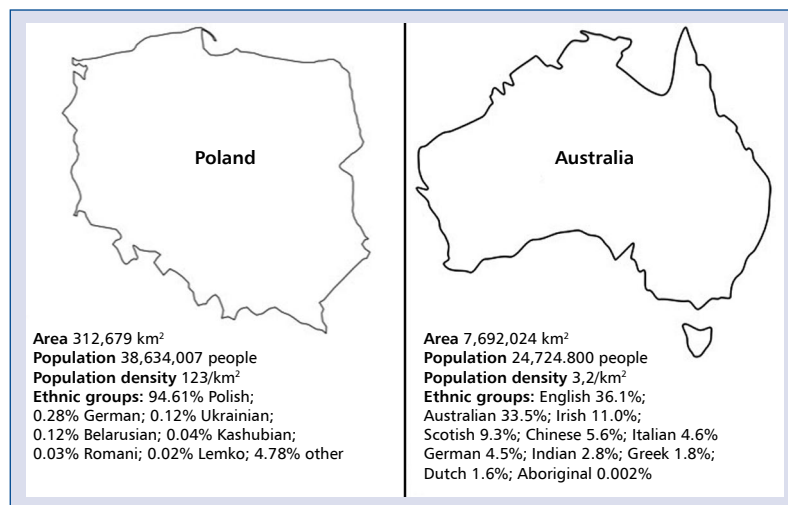 Poland
Area 312,679 km²
Population 38,634,007 people
Population density 123/km²
Ethnic groups: 94.61% Polish;
0.28% German; 0.12% Ukrainian;
0.12% Belarusian; 0.04% Kashubian;
0.03% Romani; 0.02% Lemko; 4.78% other
Australia
Area 7,692,024 km²
Population 24,724.800 people
Population density 3,2/km²
Ethnic groups: English 36.1%;
Australian 33.5%; Irish 11.0%;
Scotish 9.3%; Chinese 5.6%; Italian 4.6%
German 4.5%; Indian 2.8%; Greek 1.8%;
Dutch 1.6%; Aboriginal 0.002%